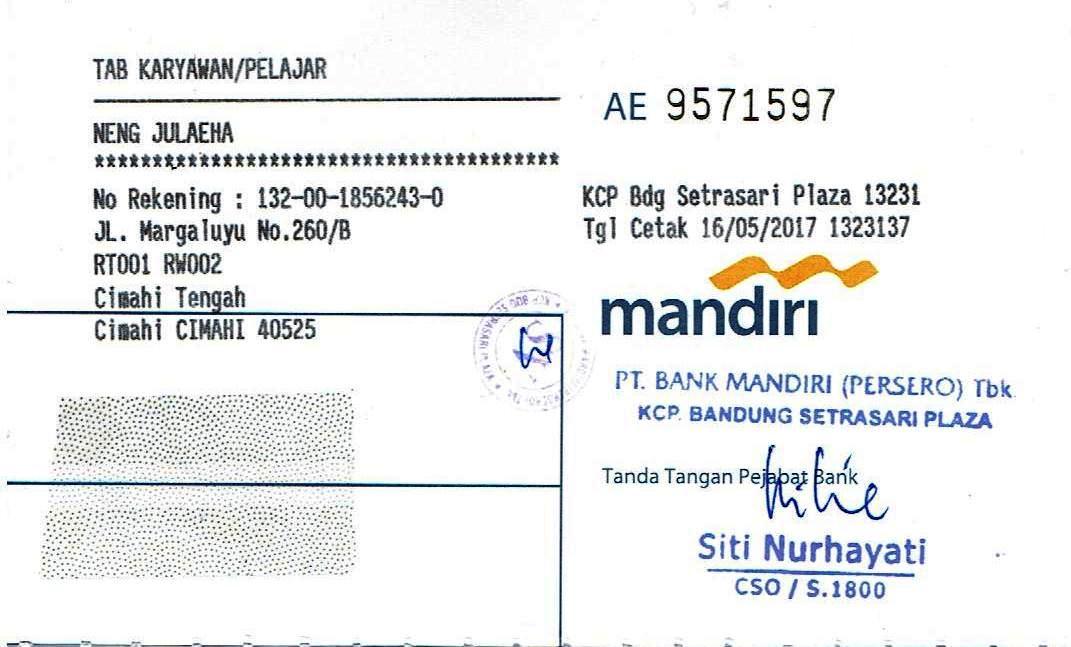 TAB KARYAWAN/PELAJAR
NENG JULAEHA
******************************************
No Rekening : 132-00-1856243-0
JL. Margaluyu No.260/B
RT001 RW002
Cimahi Tengah
Cimahi CIMAHI 40525
AE 9571597
KCP Bdg Setrasari Plaza 13231
Tgl Cetak 16/05/2017 1323137
mandiri
PT. BANK MANDIRI (PERSERO) Tbk
KCP. BANDUNG SETRASARI PLAZA
Tanda Tangan Pejabat Bank
Siti Nurhayati
CSO / S.1800